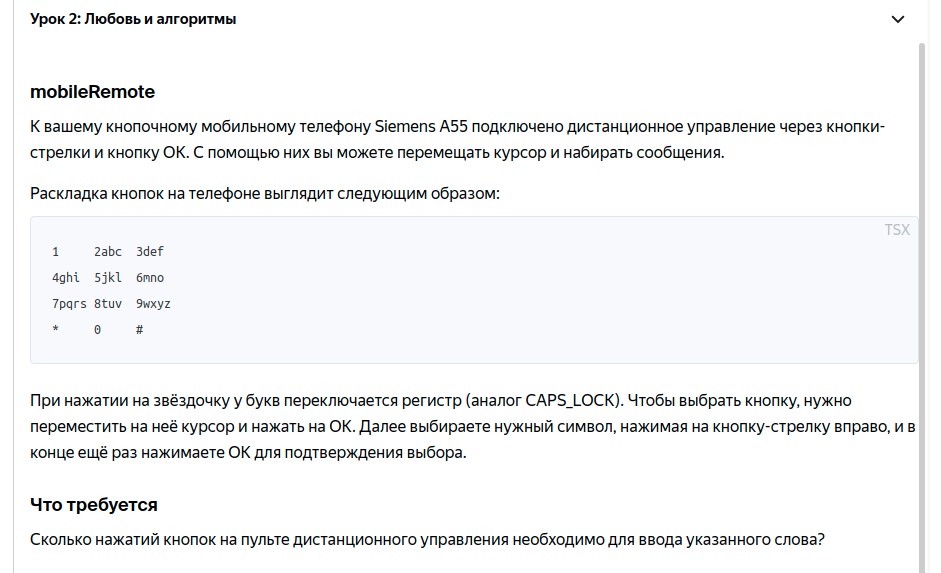 Урок 2: Любовь и алгоритмы
mobileRemote
К вашему кнопочному мобильному телефону Siemens A55 подключено дистанционное управление через кнопки-
стрелки и кнопку ОК. С помощью них вы можете перемещать курсор и набирать сообщения.
Раскладка кнопок на телефоне выглядит следующим образом:
TSX
1 2abc 3def
4ghi 5jkl 6mno
7pqrs 8tuv 9wxyz
* 0 #
При нажатии на звёздочку у букв переключается регистр (аналог CAPS_LOCK). Чтобы выбрать кнопку, нужно
переместить на неё курсор и нажать на ОК. Далее выбираете нужный символ, нажимая на кнопку-стрелку вправо, и в
конце ещё раз нажимаете ОК для подтверждения выбора.
Что требуется
Сколько нажатий кнопок на пульте дистанционного управления необходимо для ввода указанного слова?